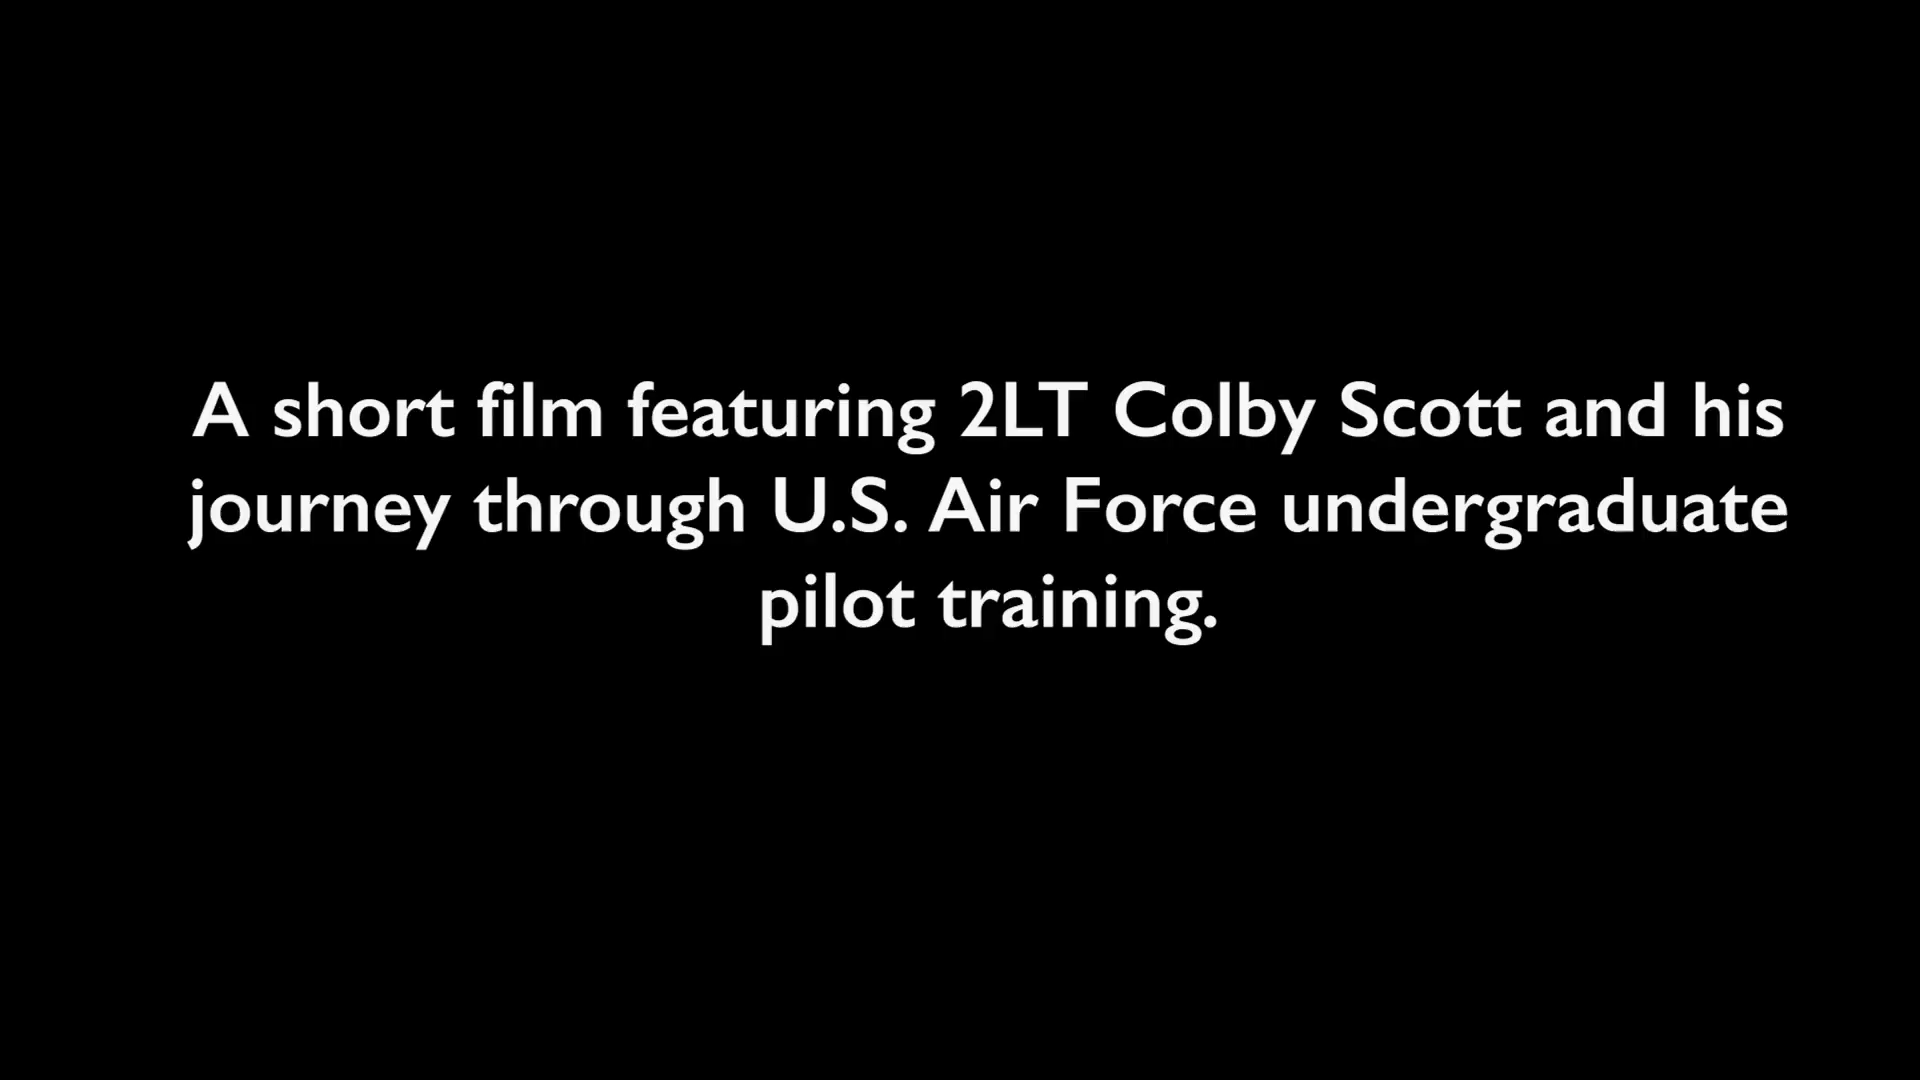 A short film featuring 2LT Colby Scott and his
journey through U.S. Air Force undergraduate
pilot training.